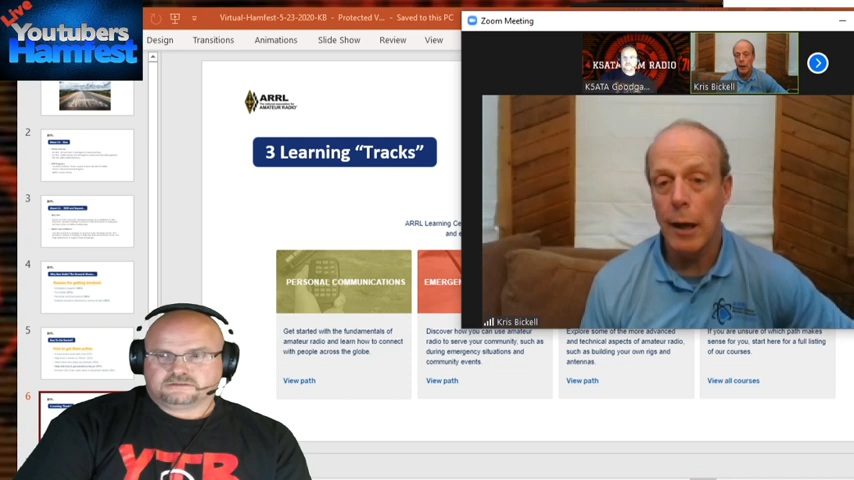 Live
Youtubers
Hamfest
Virtual-Hamfest-5-23-2020-KB - Protected V... - Saved to this PC
Design Transitions Animations Slide Show Review View
Zoom Meeting
K5ATA
RADIO
K5ATA Goodga...
Kris Bickell
ARRL
AMATEUR RADIO
3 Learning “Tracks”
ARRL Learning Ce
and e
PERSONAL COMMUNICATIONS
EMERGEN
Get started with the fundamentals of
amateur radio and learn how to connect
with people across the globe.
View path
Discover how you can use amateur
radio to serve your community, such as
during emergency situations and
community events.
View path
Explore some of the more advanced
and technical aspects of amateur radio,
such as building your own rigs and
antennas.
View path
If you are unsure of which path makes
sense for you, start here for a full listing
of our courses.
View all courses
Kris Bickell
2
3
4
5
6
YTB